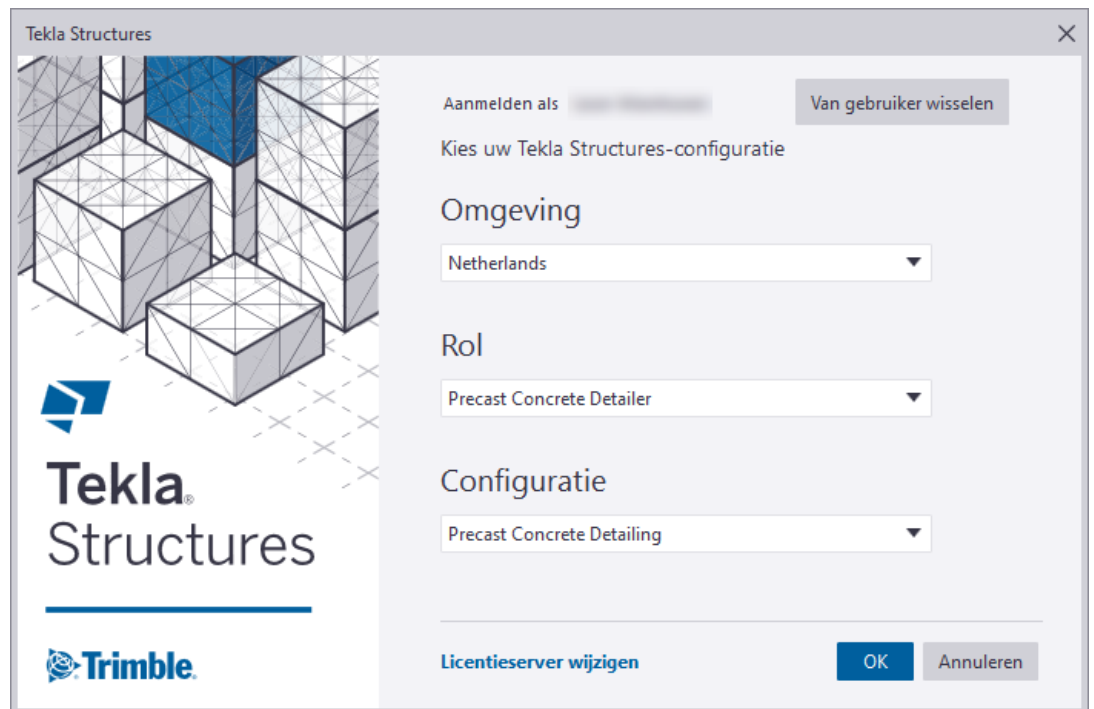 Tekla Structures
Aanmelden als
Van gebruiker wisselen
Kies uw Tekla Structures-configuratie
Omgeving
Netherlands
Rol
Precast Concrete Detailer
Configuratie
Precast Concrete Detailing
Tekla®
Structures
Trimble.
Licentieserver wijzigen
OK
Annuleren